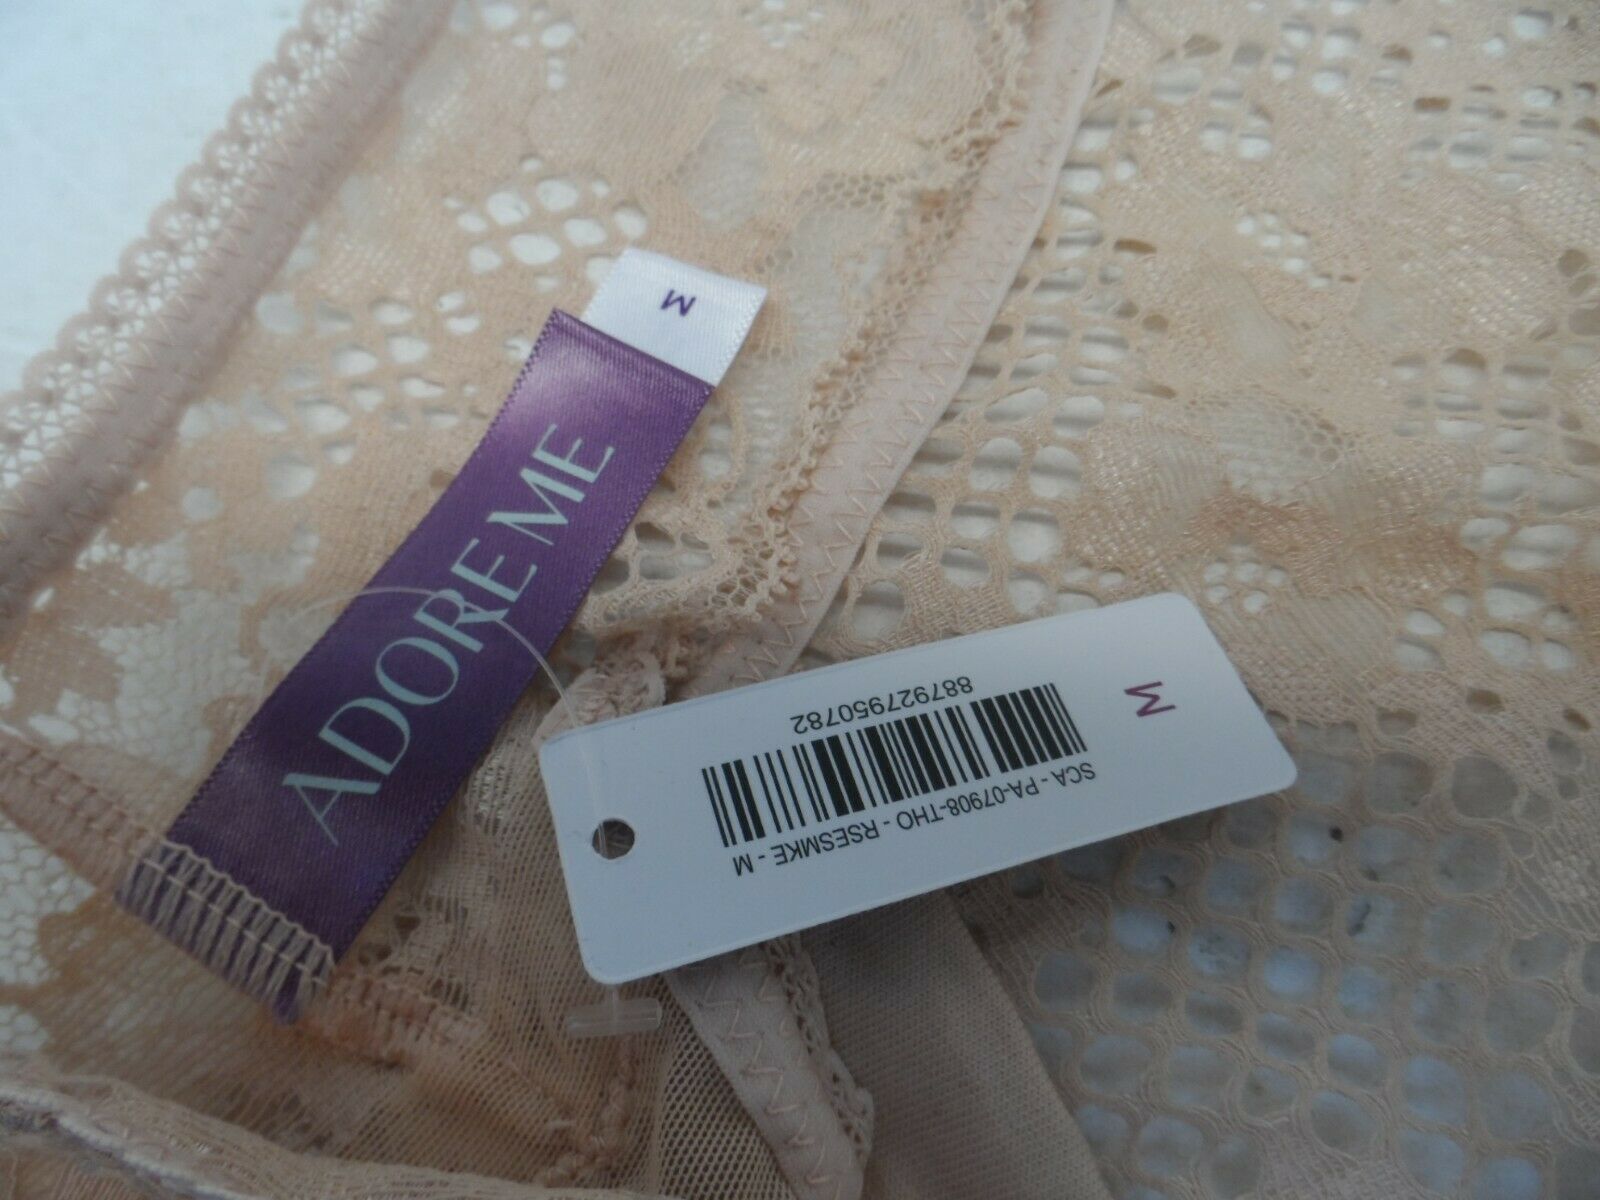 M
ADORE ME
M
SCA - PA-07908-THO - RSESMKE - M
887927950782